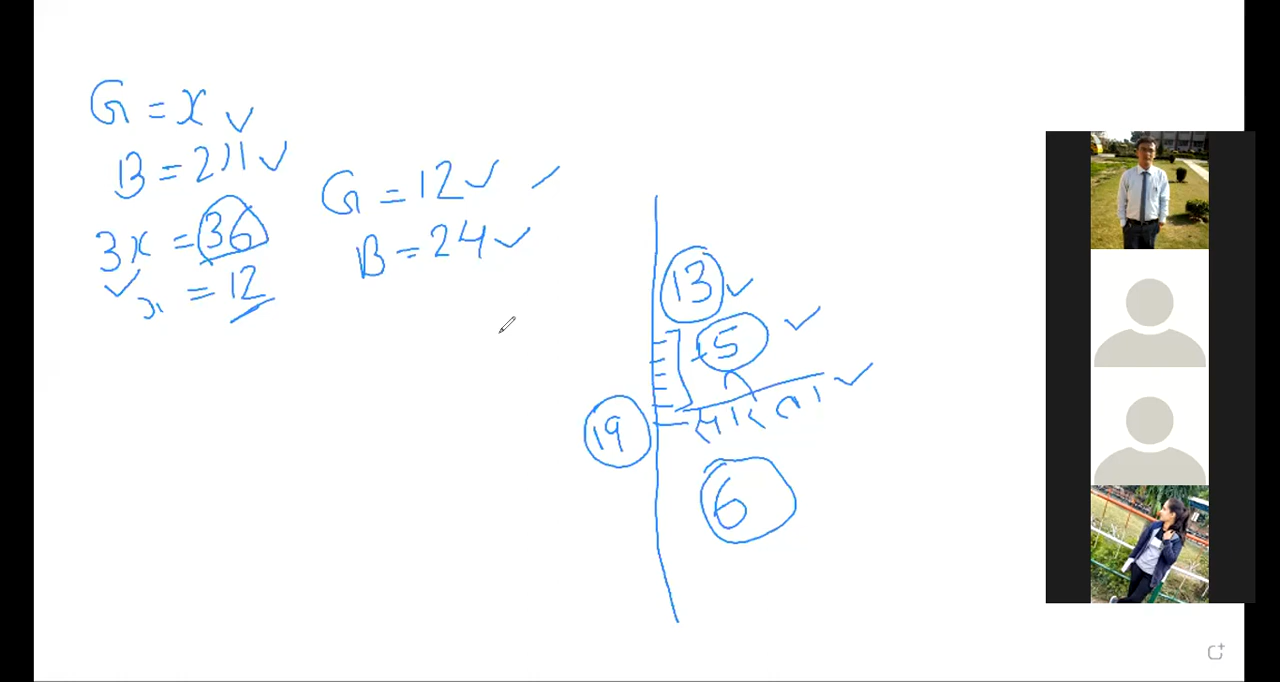 G = x
B = 2x
3x = 36
x = 12
G = 12
B = 24
13
5
19
सारिता
6